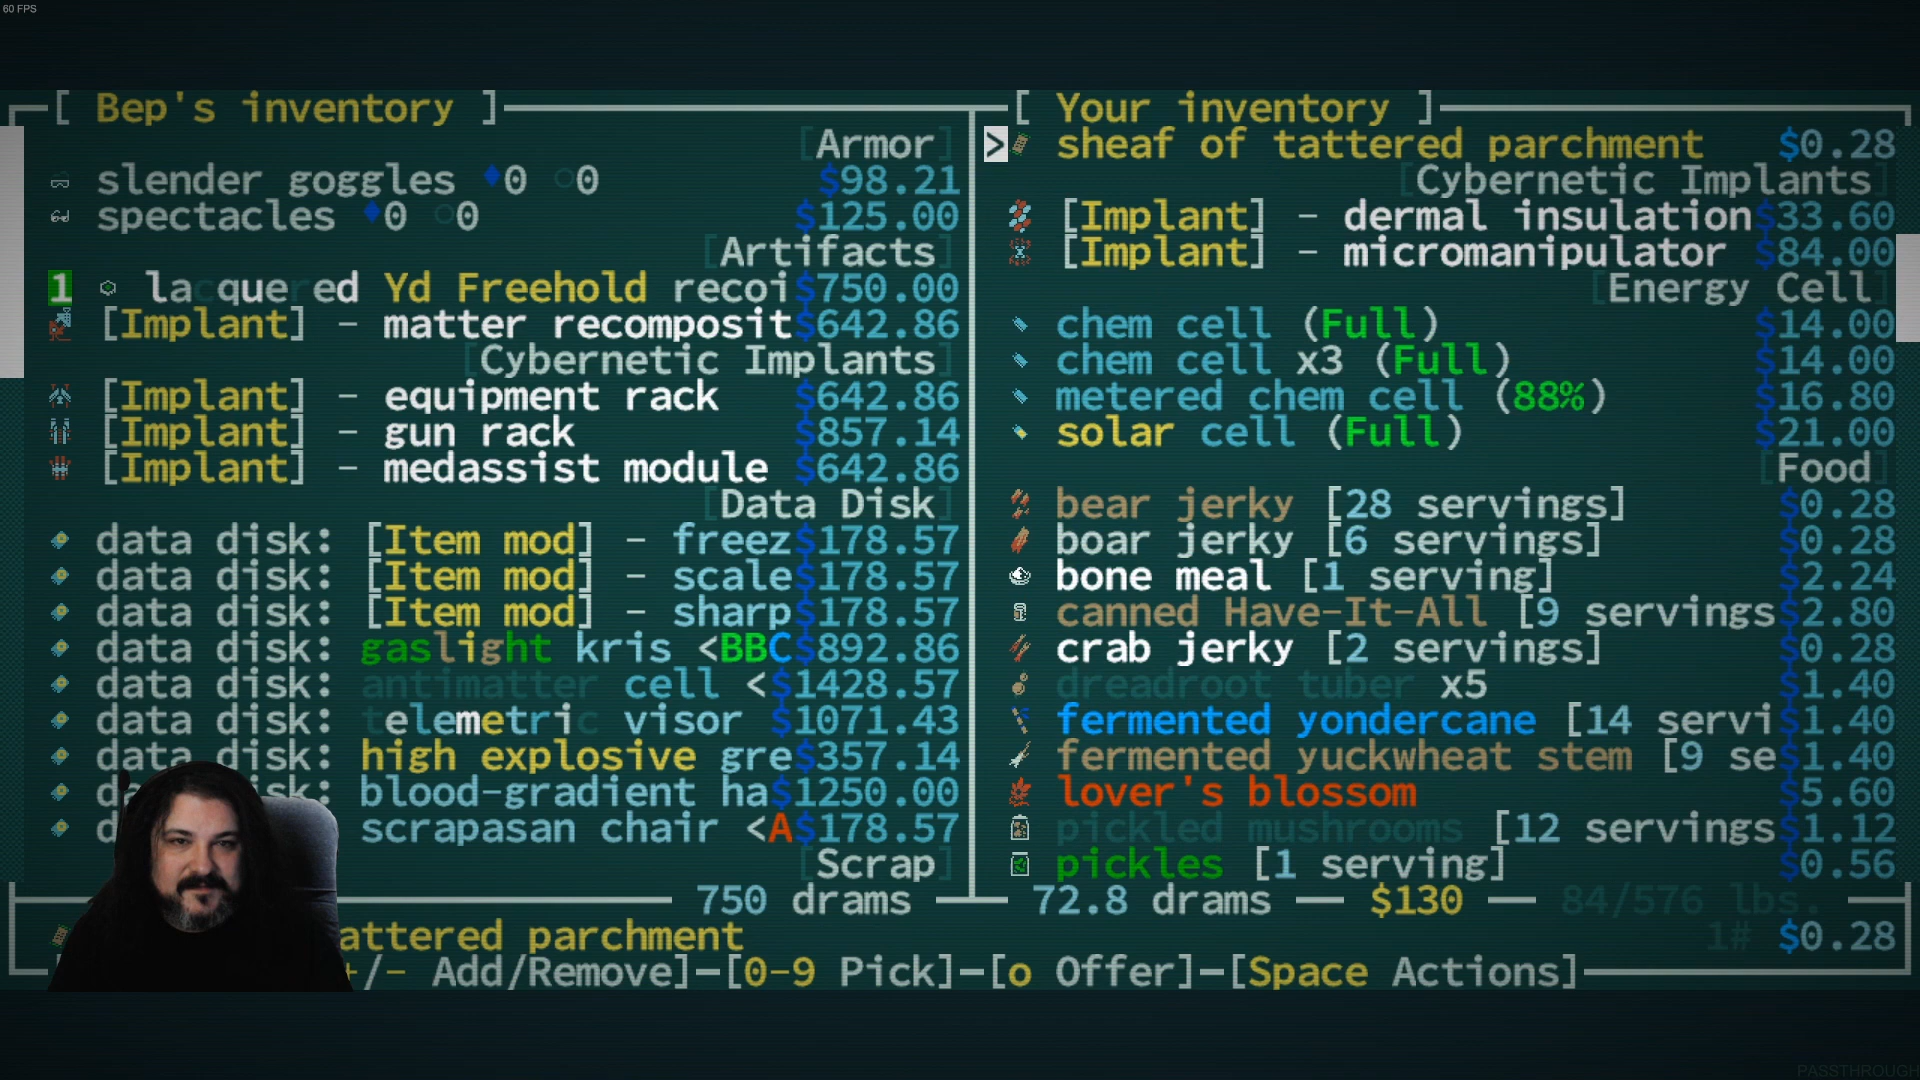 60 FPS
[ Bep's inventory ]
[Armor]
slender goggles ♦0 ○0 $98.21
spectacles ♦0 ○0 $125.00
[Artifacts]
1 lacquered Yd Freehold recoi $750.00
[Implant] - matter recomposit $642.86
[Cybernetic Implants]
[Implant] - equipment rack $642.86
[Implant] - gun rack $857.14
[Implant] - medassist module $642.86
[Data Disk]
data disk: [Item mod] - freez $178.57
data disk: [Item mod] - scale $178.57
data disk: [Item mod] - sharp $178.57
data disk: gaslight kris <BBC $892.86
data disk: antimatter cell < $1428.57
data disk: telemetric visor $1071.43
data disk: high explosive gre $357.14
d disk: blood-gradient ha $1250.00
d scrapasan chair <A $178.57
[Scrap]
750 drams
[ Your inventory ]
> sheaf of tattered parchment $0.28
[Cybernetic Implants]
[Implant] - dermal insulation $33.60
[Implant] - micromanipulator $84.00
[Energy Cell]
chem cell (Full) $14.00
chem cell x3 (Full) $14.00
metered chem cell (88%) $16.80
solar cell (Full) $21.00
[Food]
bear jerky [28 servings] $0.28
boar jerky [6 servings] $0.28
bone meal [1 serving] $2.24
canned Have-It-All [9 servings $2.80
crab jerky [2 servings] $0.28
dreadroot tuber x5 $1.40
fermented yondercane [14 servi $1.40
fermented yuckwheat stem [9 se $1.40
lover's blossom $5.60
pickled mushrooms [12 servings $1.12
pickles [1 serving] $0.56
72.8 drams — $130 — 84/576 lbs.
attered parchment 1# $0.28
+/- Add/Remove]-[0-9 Pick]-[o Offer]-[Space Actions]
PASSTHROUGH